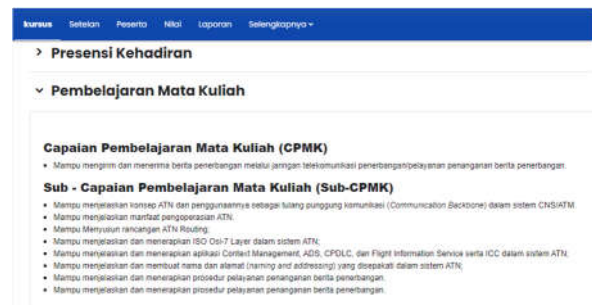 kursus Setelan Peserta Nilai Laporan Selengkapnya
Presensi Kehadiran
Pembelajaran Mata Kuliah
Capaian Pembelajaran Mata Kuliah (CPMK)
Mampu mengirim dan menerima berita penerbangan melalui jaringan telekomunikasi penerbangan/pelayanan penanganan berita penerbangan.
Sub - Capaian Pembelajaran Mata Kuliah (Sub-CPMK)
Mampu menjelaskan konsep ATN dan penggunaannya sebagai tulang punggung komunikasi (Communication Backbone) dalam sistem CNS/ATM
Mampu menjelaskan manfaat pengoperasian ATN.
Mampu Menyusun rancangan ATN Routing;
Mampu menjelaskan dan menerapkan ISO Osi-7 Layer dalam sistem ATN;
Mampu menjelaskan dan menerapkan aplikasi Context Management, ADS, CPDLC, dan Flight Information Service serta ICC dalam sistem ATN;
Mampu menjelaskan dan membuat nama dan alamat (naming and addressing) yang disepakati dalam sistem ATN;
Mampu menjelaskan dan menerapkan prosedur pelayanan penanganan berita penerbangan.
Mampu menjelaskan dan menerapkan prosedur pelayanan penanganan berita penerbangan.